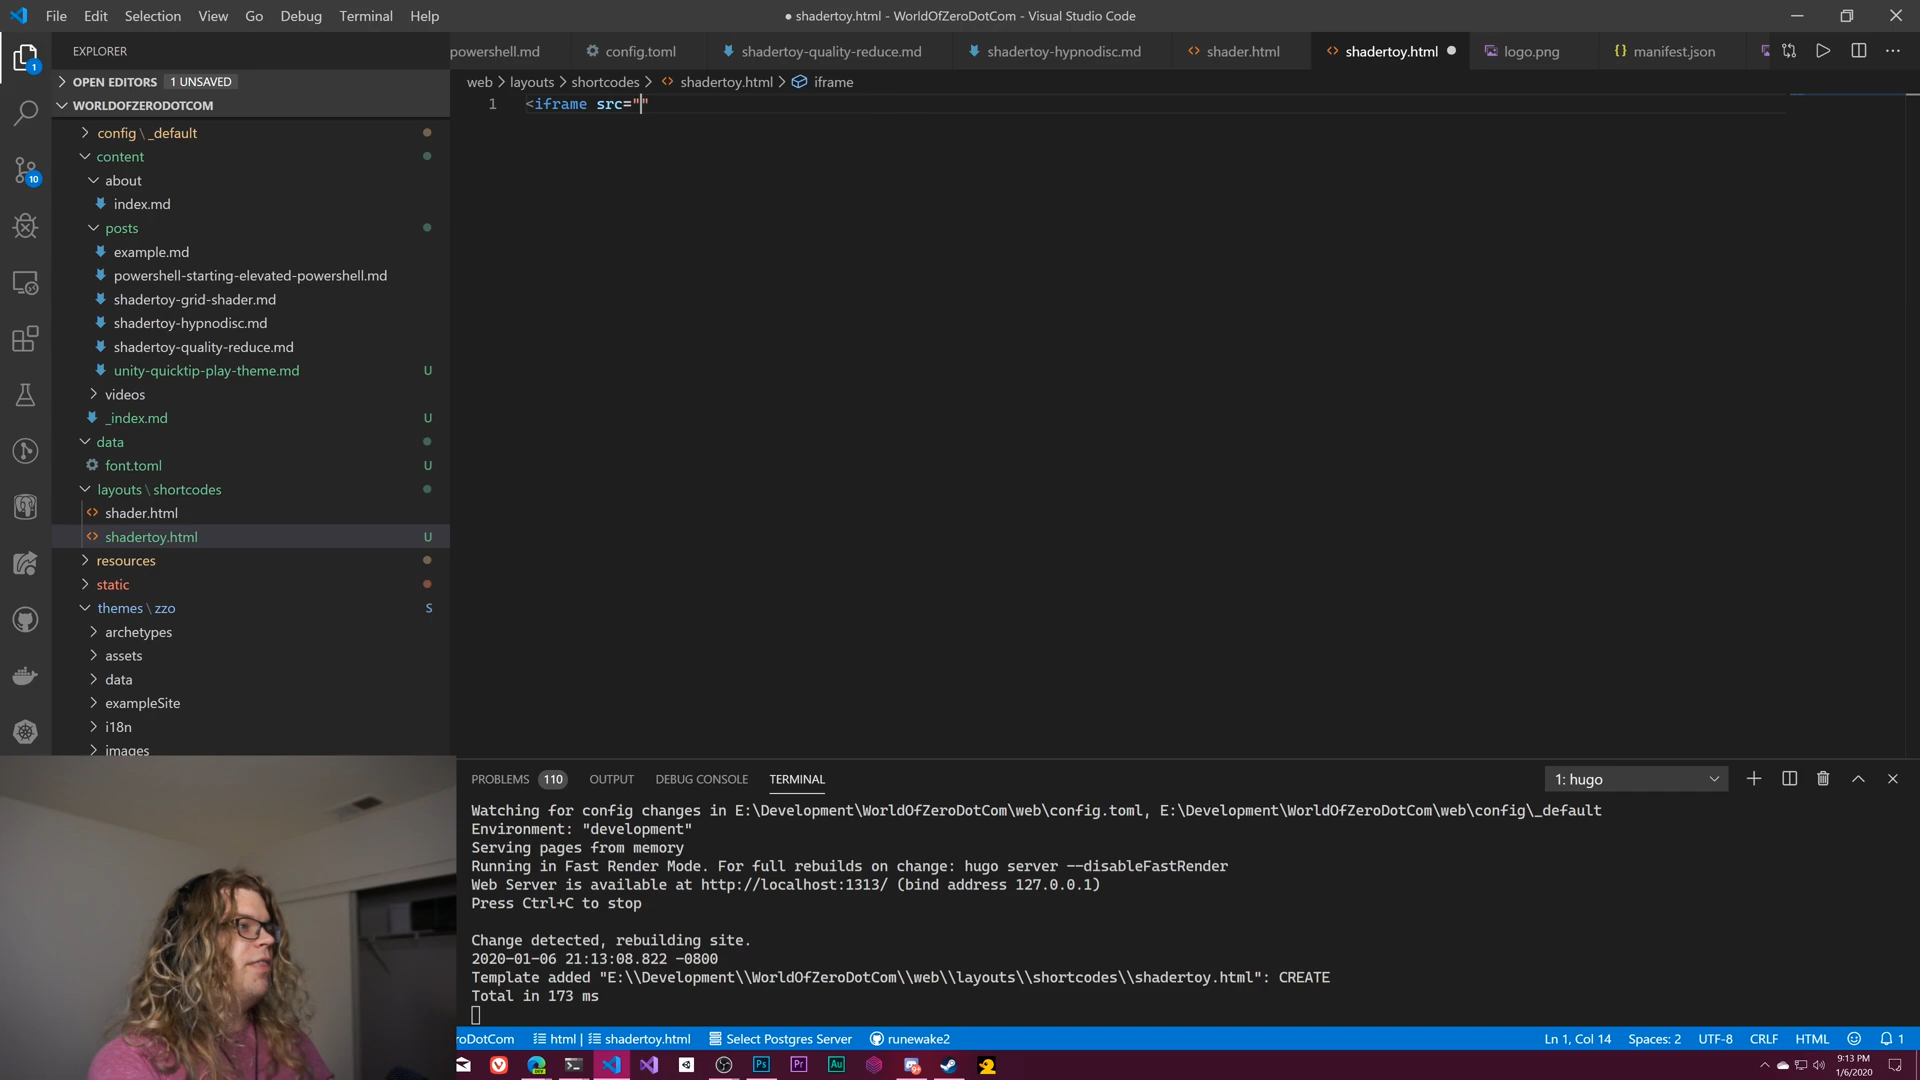 File Edit Selection View Go Debug Terminal Help
● shadertoy.html - WorldOfZeroDotCom - Visual Studio Code
EXPLORER
powershell.md config.toml shadertoy-quality-reduce.md shadertoy-hypnodisc.md shader.html shadertoy.html logo.png manifest.json
OPEN EDITORS 1 UNSAVED
web > layouts > shortcodes > shadertoy.html > iframe
WORLDOFZERODOTCOM
1 <iframe src=""
config \ _default
content
about
index.md
posts
example.md
powershell-starting-elevated-powershell.md
shadertoy-grid-shader.md
shadertoy-hypnodisc.md
shadertoy-quality-reduce.md
unity-quicktip-play-theme.md U
videos
_index.md U
data
font.toml U
layouts \ shortcodes
shader.html
shadertoy.html U
resources
static
themes \ zzo S
archetypes
assets
data
exampleSite
i18n
images
1
10
PROBLEMS 110 OUTPUT DEBUG CONSOLE TERMINAL 1: hugo
Watching for config changes in E:\Development\WorldOfZeroDotCom\web\config.toml, E:\Development\WorldOfZeroDotCom\web\config\_default
Environment: "development"
Serving pages from memory
Running in Fast Render Mode. For full rebuilds on change: hugo server --disableFastRender
Web Server is available at http://localhost:1313/ (bind address 127.0.0.1)
Press Ctrl+C to stop
Change detected, rebuilding site.
2020-01-06 21:13:08.822 -0800
Template added "E:\\Development\\WorldOfZeroDotCom\\web\\layouts\\shortcodes\\shadertoy.html": CREATE
Total in 173 ms
roDotCom html | shadertoy.html Select Postgres Server runewake2 Ln 1, Col 14 Spaces: 2 UTF-8 CRLF HTML 1
DEV Ps Pr Au
9:13 PM
1/6/2020